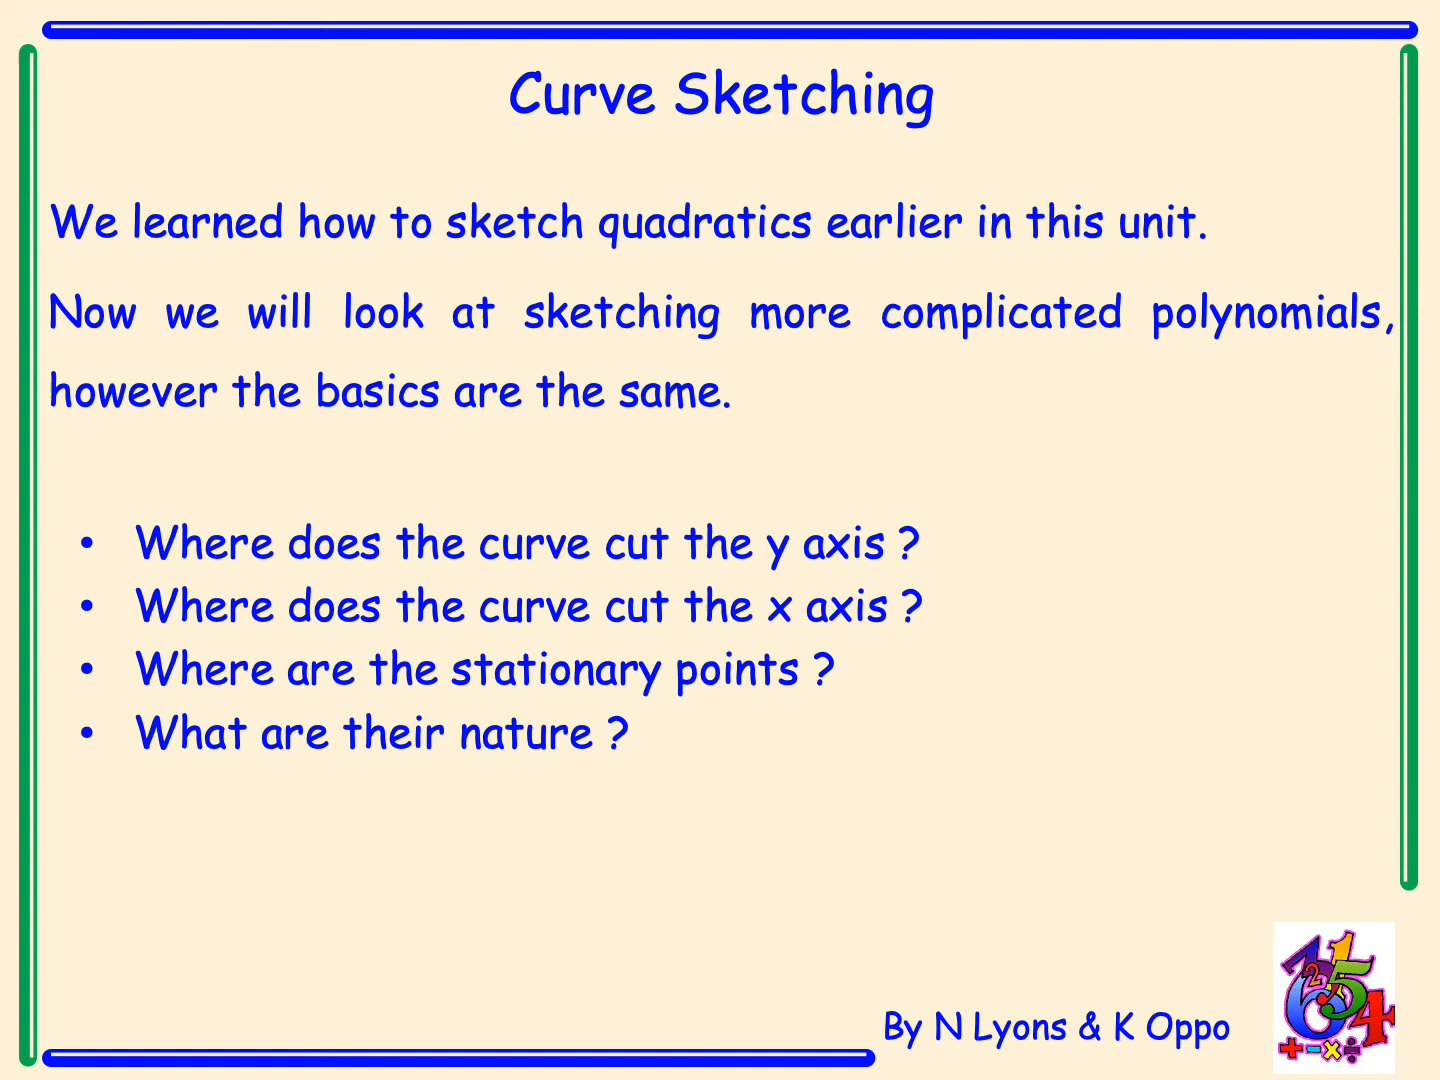 Curve Sketching
We learned how to sketch quadratics earlier in this unit.
Now we will look at sketching more complicated polynomials,
however the basics are the same.
• Where does the curve cut the y axis ?
• Where does the curve cut the x axis ?
• Where are the stationary points ?
• What are their nature ?
By N Lyons & K Oppo